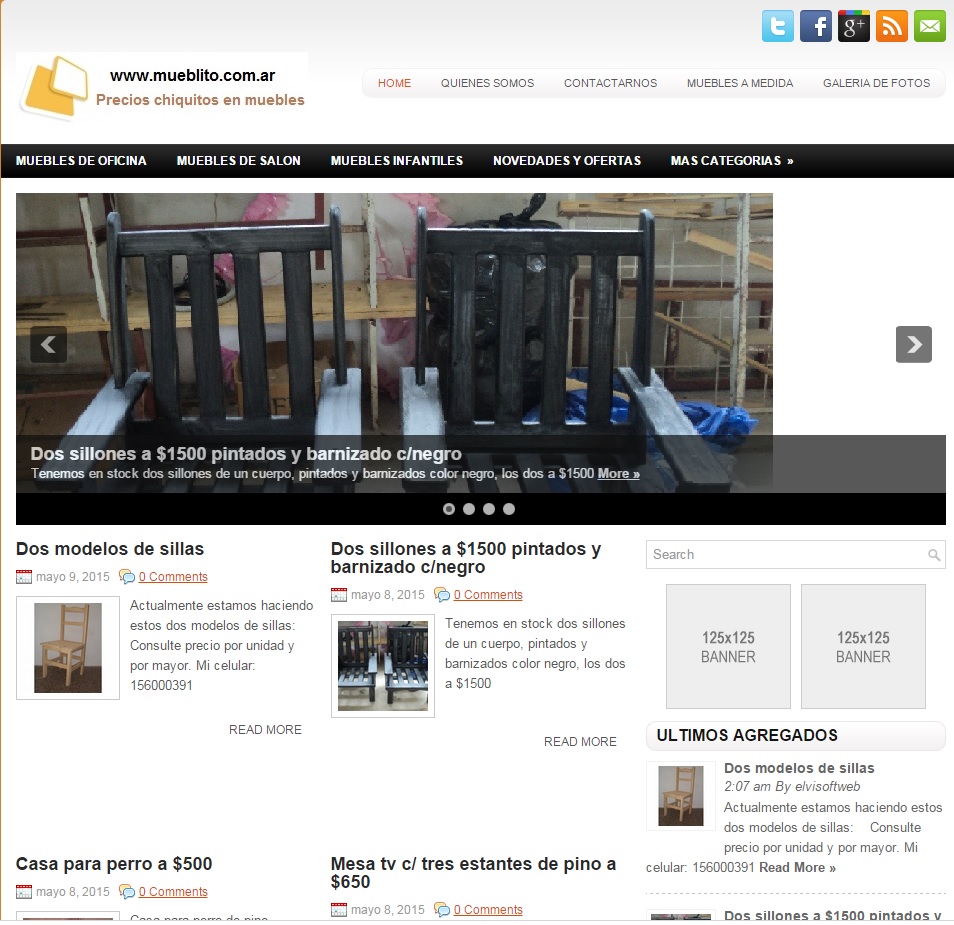 www.mueblito.com.ar
Precios chiquitos en muebles
HOME QUIENES SOMOS CONTACTARNOS MUEBLES A MEDIDA GALERIA DE FOTOS
MUEBLES DE OFICINA MUEBLES DE SALON MUEBLES INFANTILES NOVEDADES Y OFERTAS MAS CATEGORIAS »
Dos sillones a $1500 pintados y barnizado c/negro
Tenemos en stock dos sillones de un cuerpo, pintados y barnizados color negro, los dos a $1500 More »
Dos modelos de sillas
mayo 9, 2015 0 Comments
Actualmente estamos haciendo
estos dos modelos de sillas:
Consulte precio por unidad y
por mayor. Mi celular:
156000391
READ MORE
Dos sillones a $1500 pintados y
barnizado c/negro
mayo 8, 2015 0 Comments
Tenemos en stock dos sillones
de un cuerpo, pintados y
barnizados color negro, los dos
a $1500
READ MORE
Casa para perro a $500
mayo 8, 2015 0 Comments
Casa para perro de pino
Mesa tv c/ tres estantes de pino a
$650
mayo 8, 2015 0 Comments
Search
125x125
BANNER
125x125
BANNER
ULTIMOS AGREGADOS
Dos modelos de sillas
2:07 am By elvisoftweb
Actualmente estamos haciendo estos
dos modelos de sillas: Consulte
precio por unidad y por mayor. Mi
celular: 156000391 Read More »
Dos sillones a $1500 pintados y